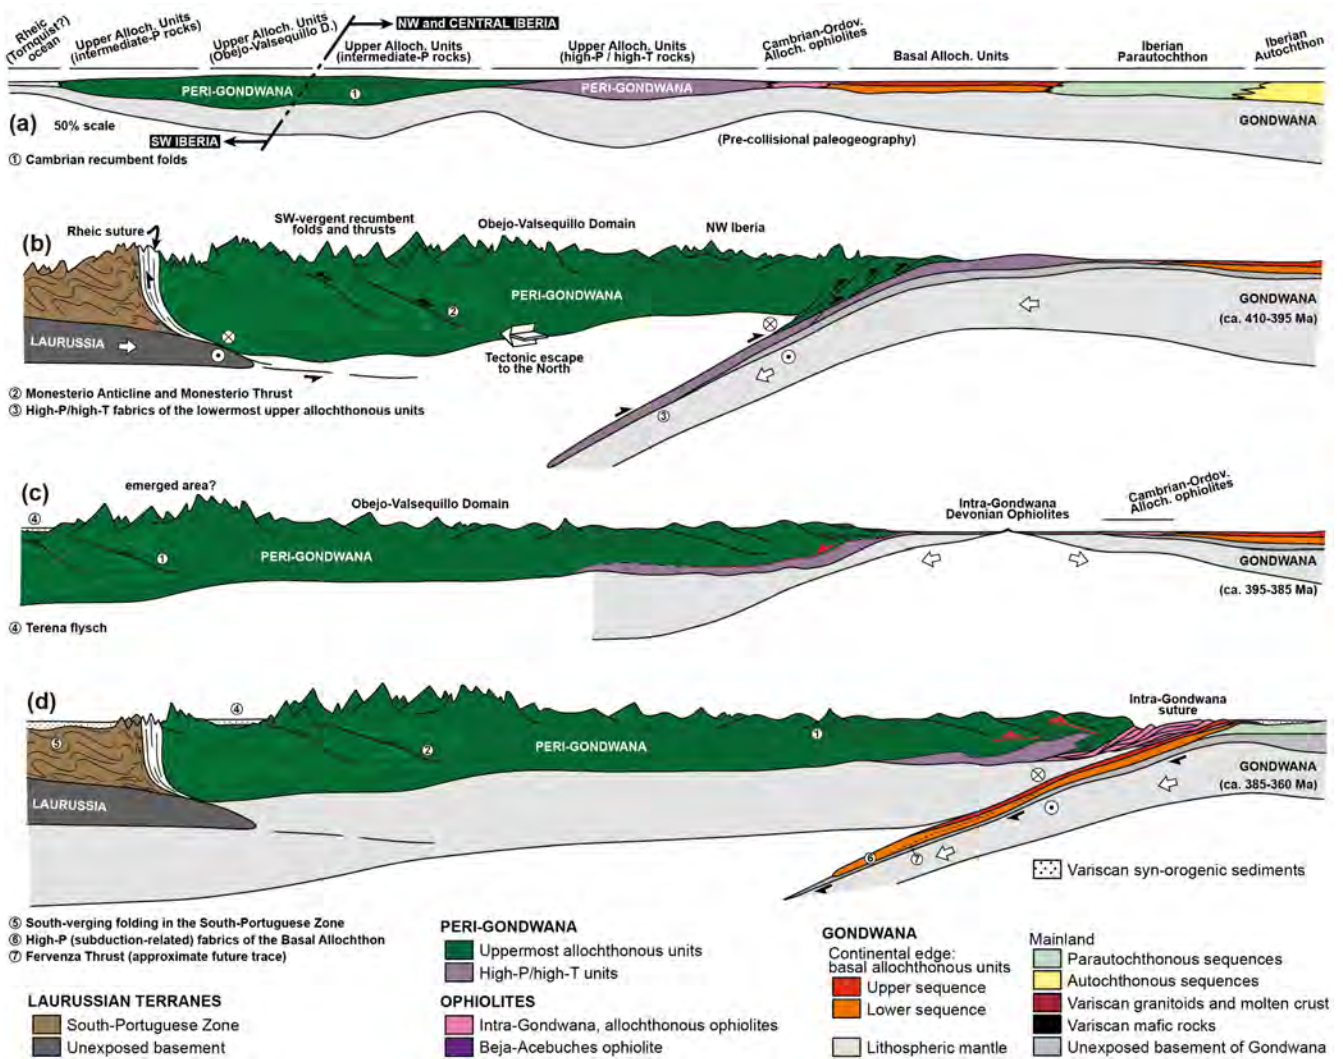 Rheic
(Tornquist?)
ocean
Upper Alloch. Units
(intermediate-P rocks)
Upper Alloch. Units
(Obejo-Valsequillo D.)
NW and CENTRAL IBERIA
Upper Alloch. Units
(intermediate-P rocks)
Upper Alloch. Units
(high-P / high-T rocks)
Cambrian-Ordov.
Alloch. ophiolites
Basal Alloch. Units
Iberian
Parautochthon
Iberian
Autochthon
PERI-GONDWANA
①
PERI-GONDWANA
(a)
50% scale
GONDWANA
SW IBERIA
(Pre-collisional paleogeography)
① Cambrian recumbent folds
(b)
Rheic suture
SW-vergent recumbent
folds and thrusts
Obejo-Valsequillo Domain
NW Iberia
PERI-GONDWANA
②
GONDWANA
(ca. 410-395 Ma)
LAURUSSIA
Tectonic escape
to the North
③
② Monesterio Anticline and Monesterio Thrust
③ High-P/high-T fabrics of the lowermost upper allochthonous units
(c)
emerged area?
Obejo-Valsequillo Domain
Intra-Gondwana
Devonian Ophiolites
Cambrian-Ordov.
Alloch. ophiolites
④
①
PERI-GONDWANA
GONDWANA
(ca. 395-385 Ma)
④ Terena flysch
(d)
④
Intra-Gondwana
suture
⑤
②
PERI-GONDWANA
①
GONDWANA
(ca. 385-360 Ma)
LAURUSSIA
⑥
⑦
Variscan syn-orogenic sediments
⑤ South-verging folding in the South-Portuguese Zone
⑥ High-P (subduction-related) fabrics of the Basal Allochthon
⑦ Fervenza Thrust (approximate future trace)
LAURUSSIAN TERRANES
South-Portuguese Zone
Unexposed basement
PERI-GONDWANA
Uppermost allochthonous units
High-P/high-T units
OPHIOLITES
Intra-Gondwana, allochthonous ophiolites
Beja-Acebuches ophiolite
GONDWANA
Continental edge:
basal allochthonous units
Upper sequence
Lower sequence
Lithospheric mantle
Mainland
Parautochthonous sequences
Autochthonous sequences
Variscan granitoids and molten crust
Variscan mafic rocks
Unexposed basement of Gondwana